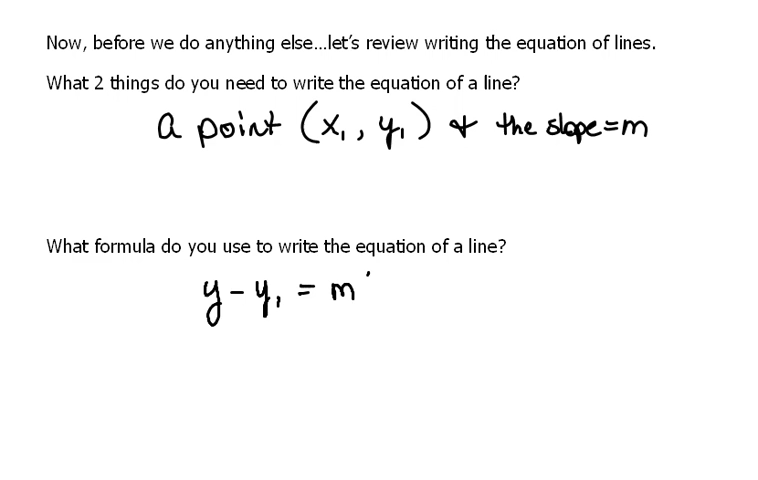 Now, before we do anything else...let's review writing the equation of lines.
What 2 things do you need to write the equation of a line?
a point (x₁, y₁) & the slope=m
What formula do you use to write the equation of a line?
y-y₁ = m